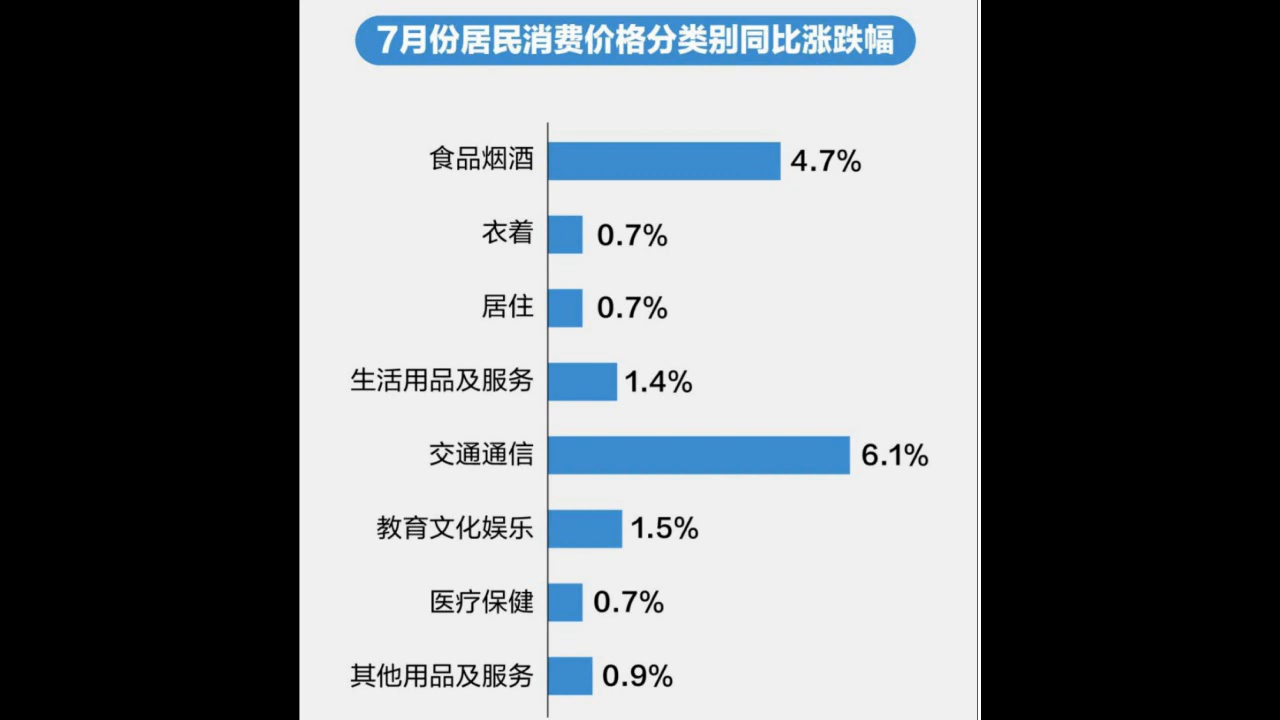 7月份居民消费价格分类别同比涨跌幅
食品烟酒 4.7%
衣着 0.7%
居住 0.7%
生活用品及服务 1.4%
交通通信 6.1%
教育文化娱乐 1.5%
医疗保健 0.7%
其他用品及服务 0.9%